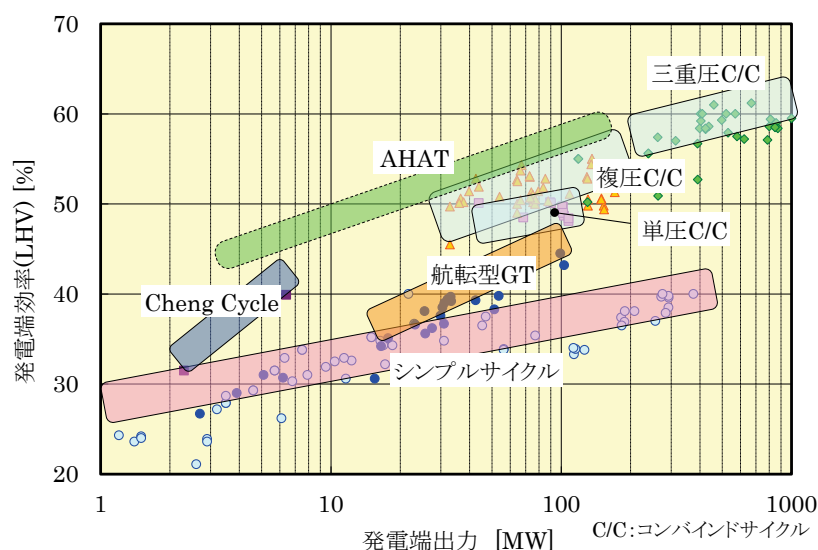 70
60
50
40
30
20
発電端効率(LHV) [%]
三重圧C/C
AHAT
複圧C/C
単圧C/C
航転型GT
Cheng Cycle
シンプルサイクル
1
10
100
1000
発電端出力 [MW]
C/C:コンバインドサイクル